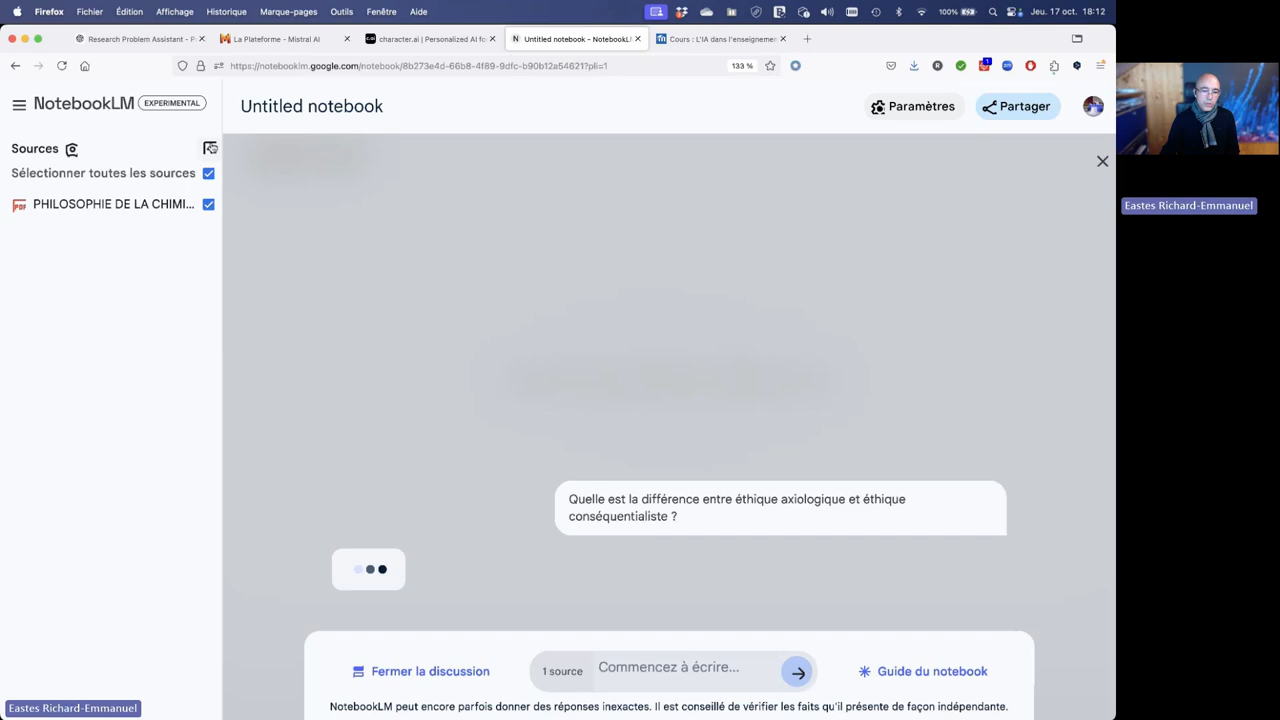 Firefox Fichier Édition Affichage Historique Marque-pages Outils Fenêtre Aide 100% Jeu. 17 oct. 18:12
Research Problem Assistant - P La Plateforme - Mistral AI character.ai | Personalized AI fo Untitled notebook - NotebookL Cours : L'IA dans l'enseigneme
https://notebooklm.google.com/notebook/8b273e4d-66b8-4f89-9dfc-b90b12a54621?pli=1 133 %
NotebookLM EXPERIMENTAL Untitled notebook Paramètres Partager
Sources
Sélectionner toutes les sources
PDF PHILOSOPHIE DE LA CHIMI...
Eastes Richard-Emmanuel
Quelle est la différence entre éthique axiologique et éthique
conséquentialiste ?
Fermer la discussion 1 source Commencez à écrire... Guide du notebook
NotebookLM peut encore parfois donner des réponses inexactes. Il est conseillé de vérifier les faits qu'il présente de façon indépendante.
Eastes Richard-Emmanuel